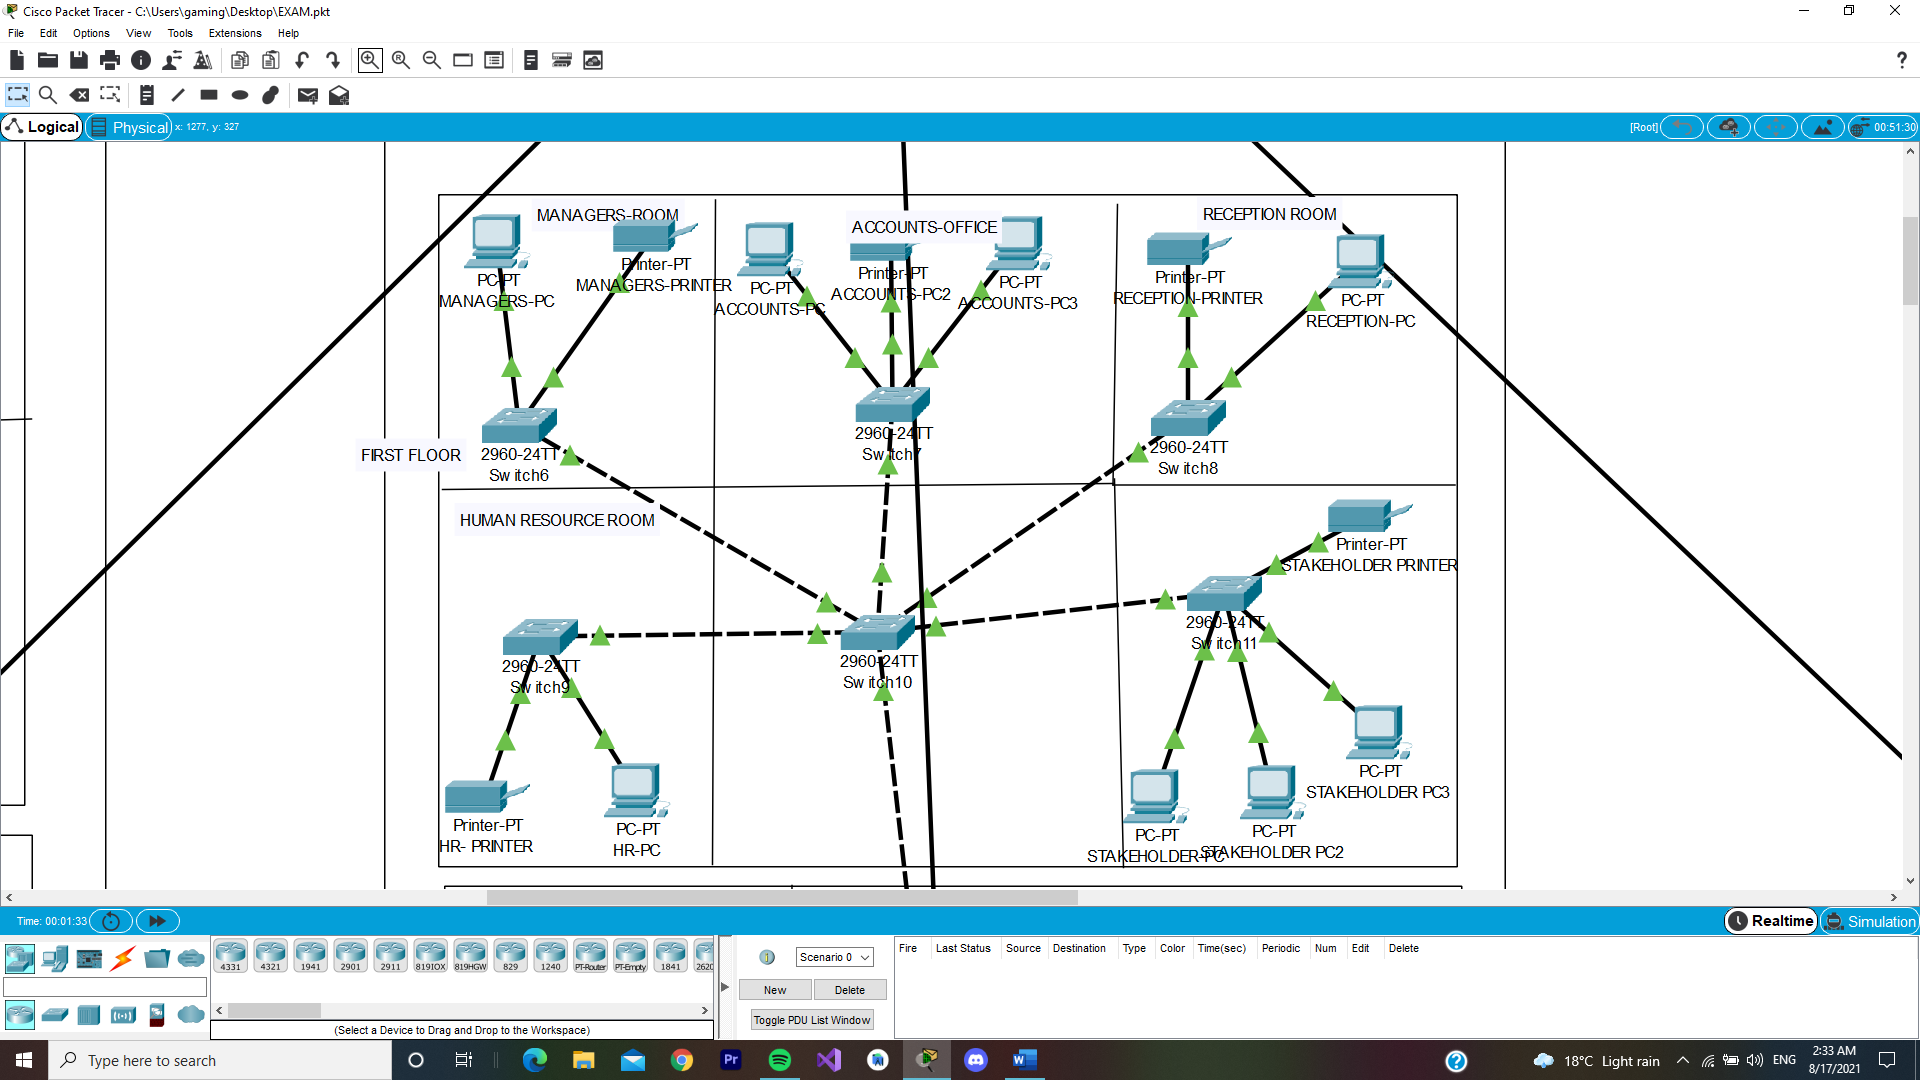 Cisco Packet Tracer - C:\Users\gaming\Desktop\EXAM.pkt
File Edit Options View Tools Extensions Help
Logical Physical x: 1277, y: 327 [Root] 00:51:30
MANAGERS-ROOM
ACCOUNTS-OFFICE
RECEPTION ROOM
PC-PT
MANAGERS-PC
Printer-PT
MANAGERS-PRINTER
PC-PT
ACCOUNTS-PC
Printer-PT
ACCOUNTS-PC2
PC-PT
ACCOUNTS-PC3
Printer-PT
RECEPTION-PRINTER
PC-PT
RECEPTION-PC
FIRST FLOOR
2960-24TT
Switch6
2960-24TT
Switch7
2960-24TT
Switch8
HUMAN RESOURCE ROOM
Printer-PT
STAKEHOLDER PRINTER
2960-24TT
Switch9
2960-24TT
Switch10
2960-24TT
Switch11
Printer-PT
HR- PRINTER
PC-PT
HR-PC
PC-PT
STAKEHOLDER-PC
PC-PT
STAKEHOLDER PC2
PC-PT
STAKEHOLDER PC3
Time: 00:01:33 Realtime Simulation
4331 4321 1941 2901 2911 819IOX 819HGW 829 1240 PT-Router PT-Empty 1841 2620
(Select a Device to Drag and Drop to the Workspace)
Scenario 0
New Delete
Toggle PDU List Window
Fire Last Status Source Destination Type Color Time(sec) Periodic Num Edit Delete
Type here to search
Pr
18°C Light rain ENG 2:33 AM
8/17/2021